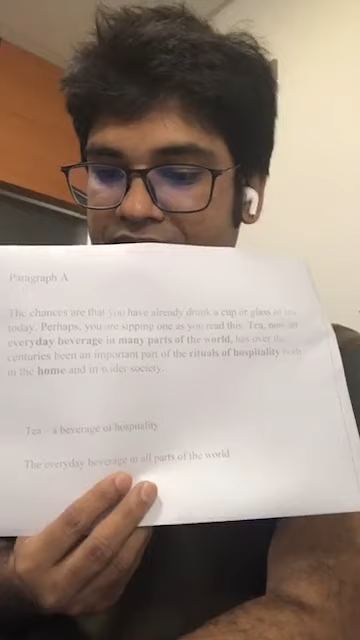 Paragraph A
The chances are that you have already drunk a cup or glass of tea
today. Perhaps, you are sipping one as you read this. Tea, now an
everyday beverage in many parts of the world, has over the
centuries been an important part of the rituals of hospitality both
in the home and in wider society.
Tea – a beverage of hospitality
The everyday beverage in all parts of the world